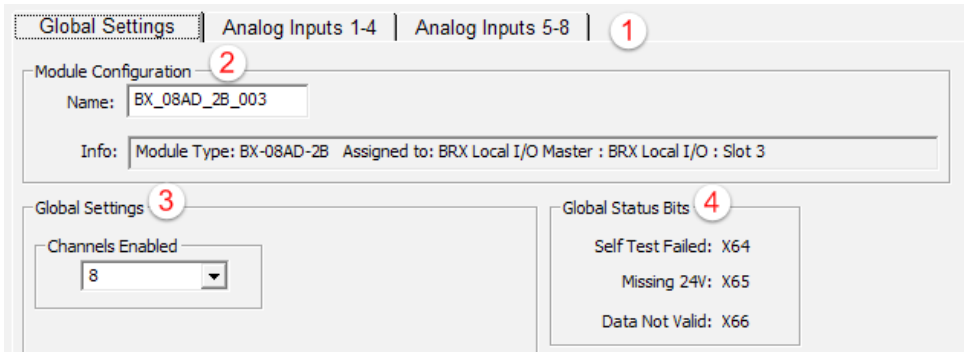 Global Settings Analog Inputs 1-4 Analog Inputs 5-8 1
Module Configuration 2
Name: BX_08AD_2B_003
Info: Module Type: BX-08AD-2B Assigned to: BRX Local I/O Master : BRX Local I/O : Slot 3
Global Settings 3
Channels Enabled
8
Global Status Bits 4
Self Test Failed: X64
Missing 24V: X65
Data Not Valid: X66